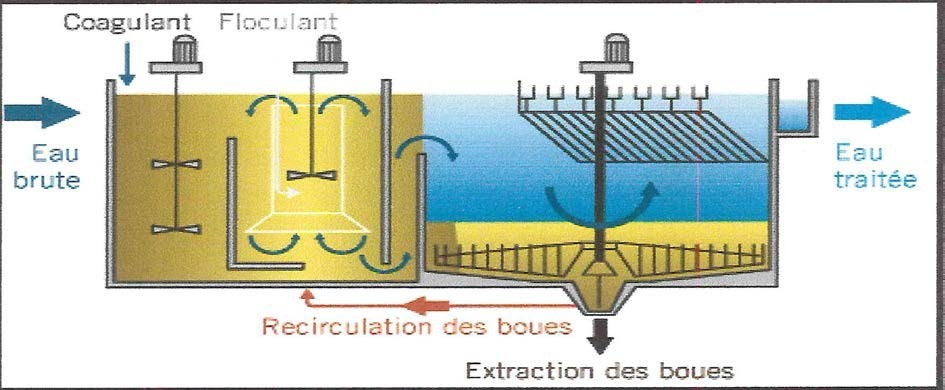 Coagulant Floculant
Eau
brute
Eau
traitée
Recirculation des boues
Extraction des boues